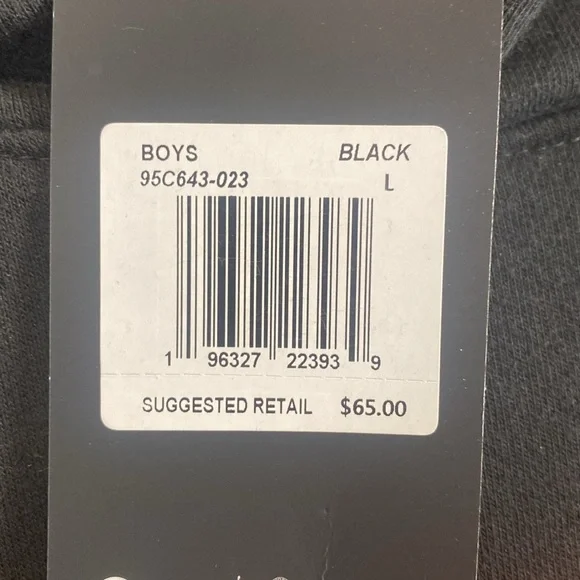 BOYS BLACK
95C643-023 L
1 96327 22393 9
SUGGESTED RETAIL $65.00